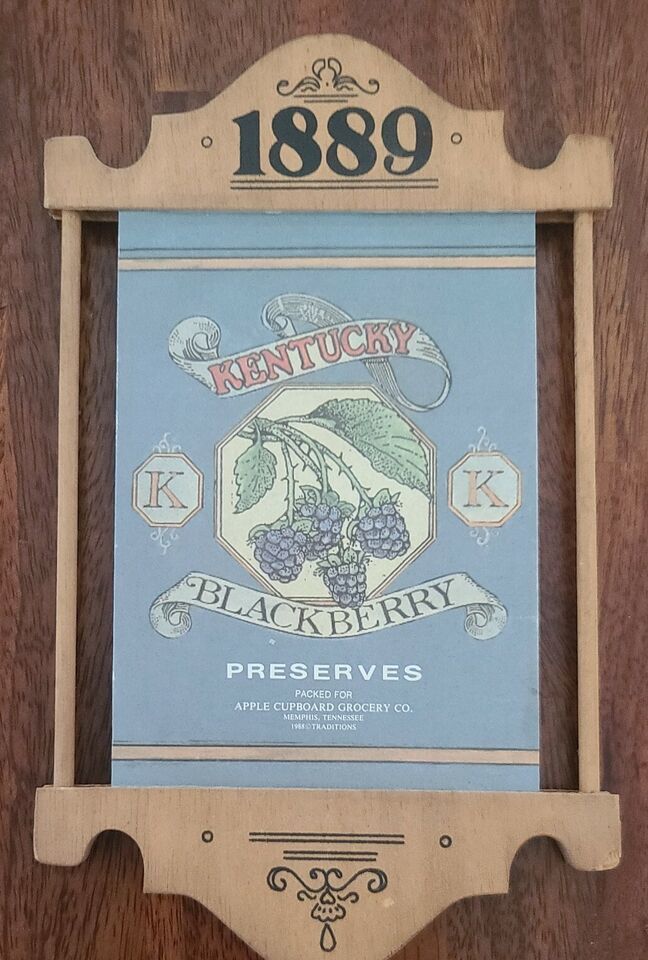 1889
KENTUCKY
K K
BLACKBERRY
PRESERVES
PACKED FOR
APPLE CUPBOARD GROCERY CO.
MEMPHIS, TENNESSEE
1988©TRADITIONS